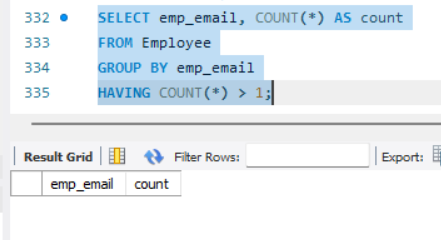 332 SELECT emp_email, COUNT(*) AS count
333 FROM Employee
334 GROUP BY emp_email
335 HAVING COUNT(*) > 1;
Result Grid Filter Rows: Export:
emp_email count